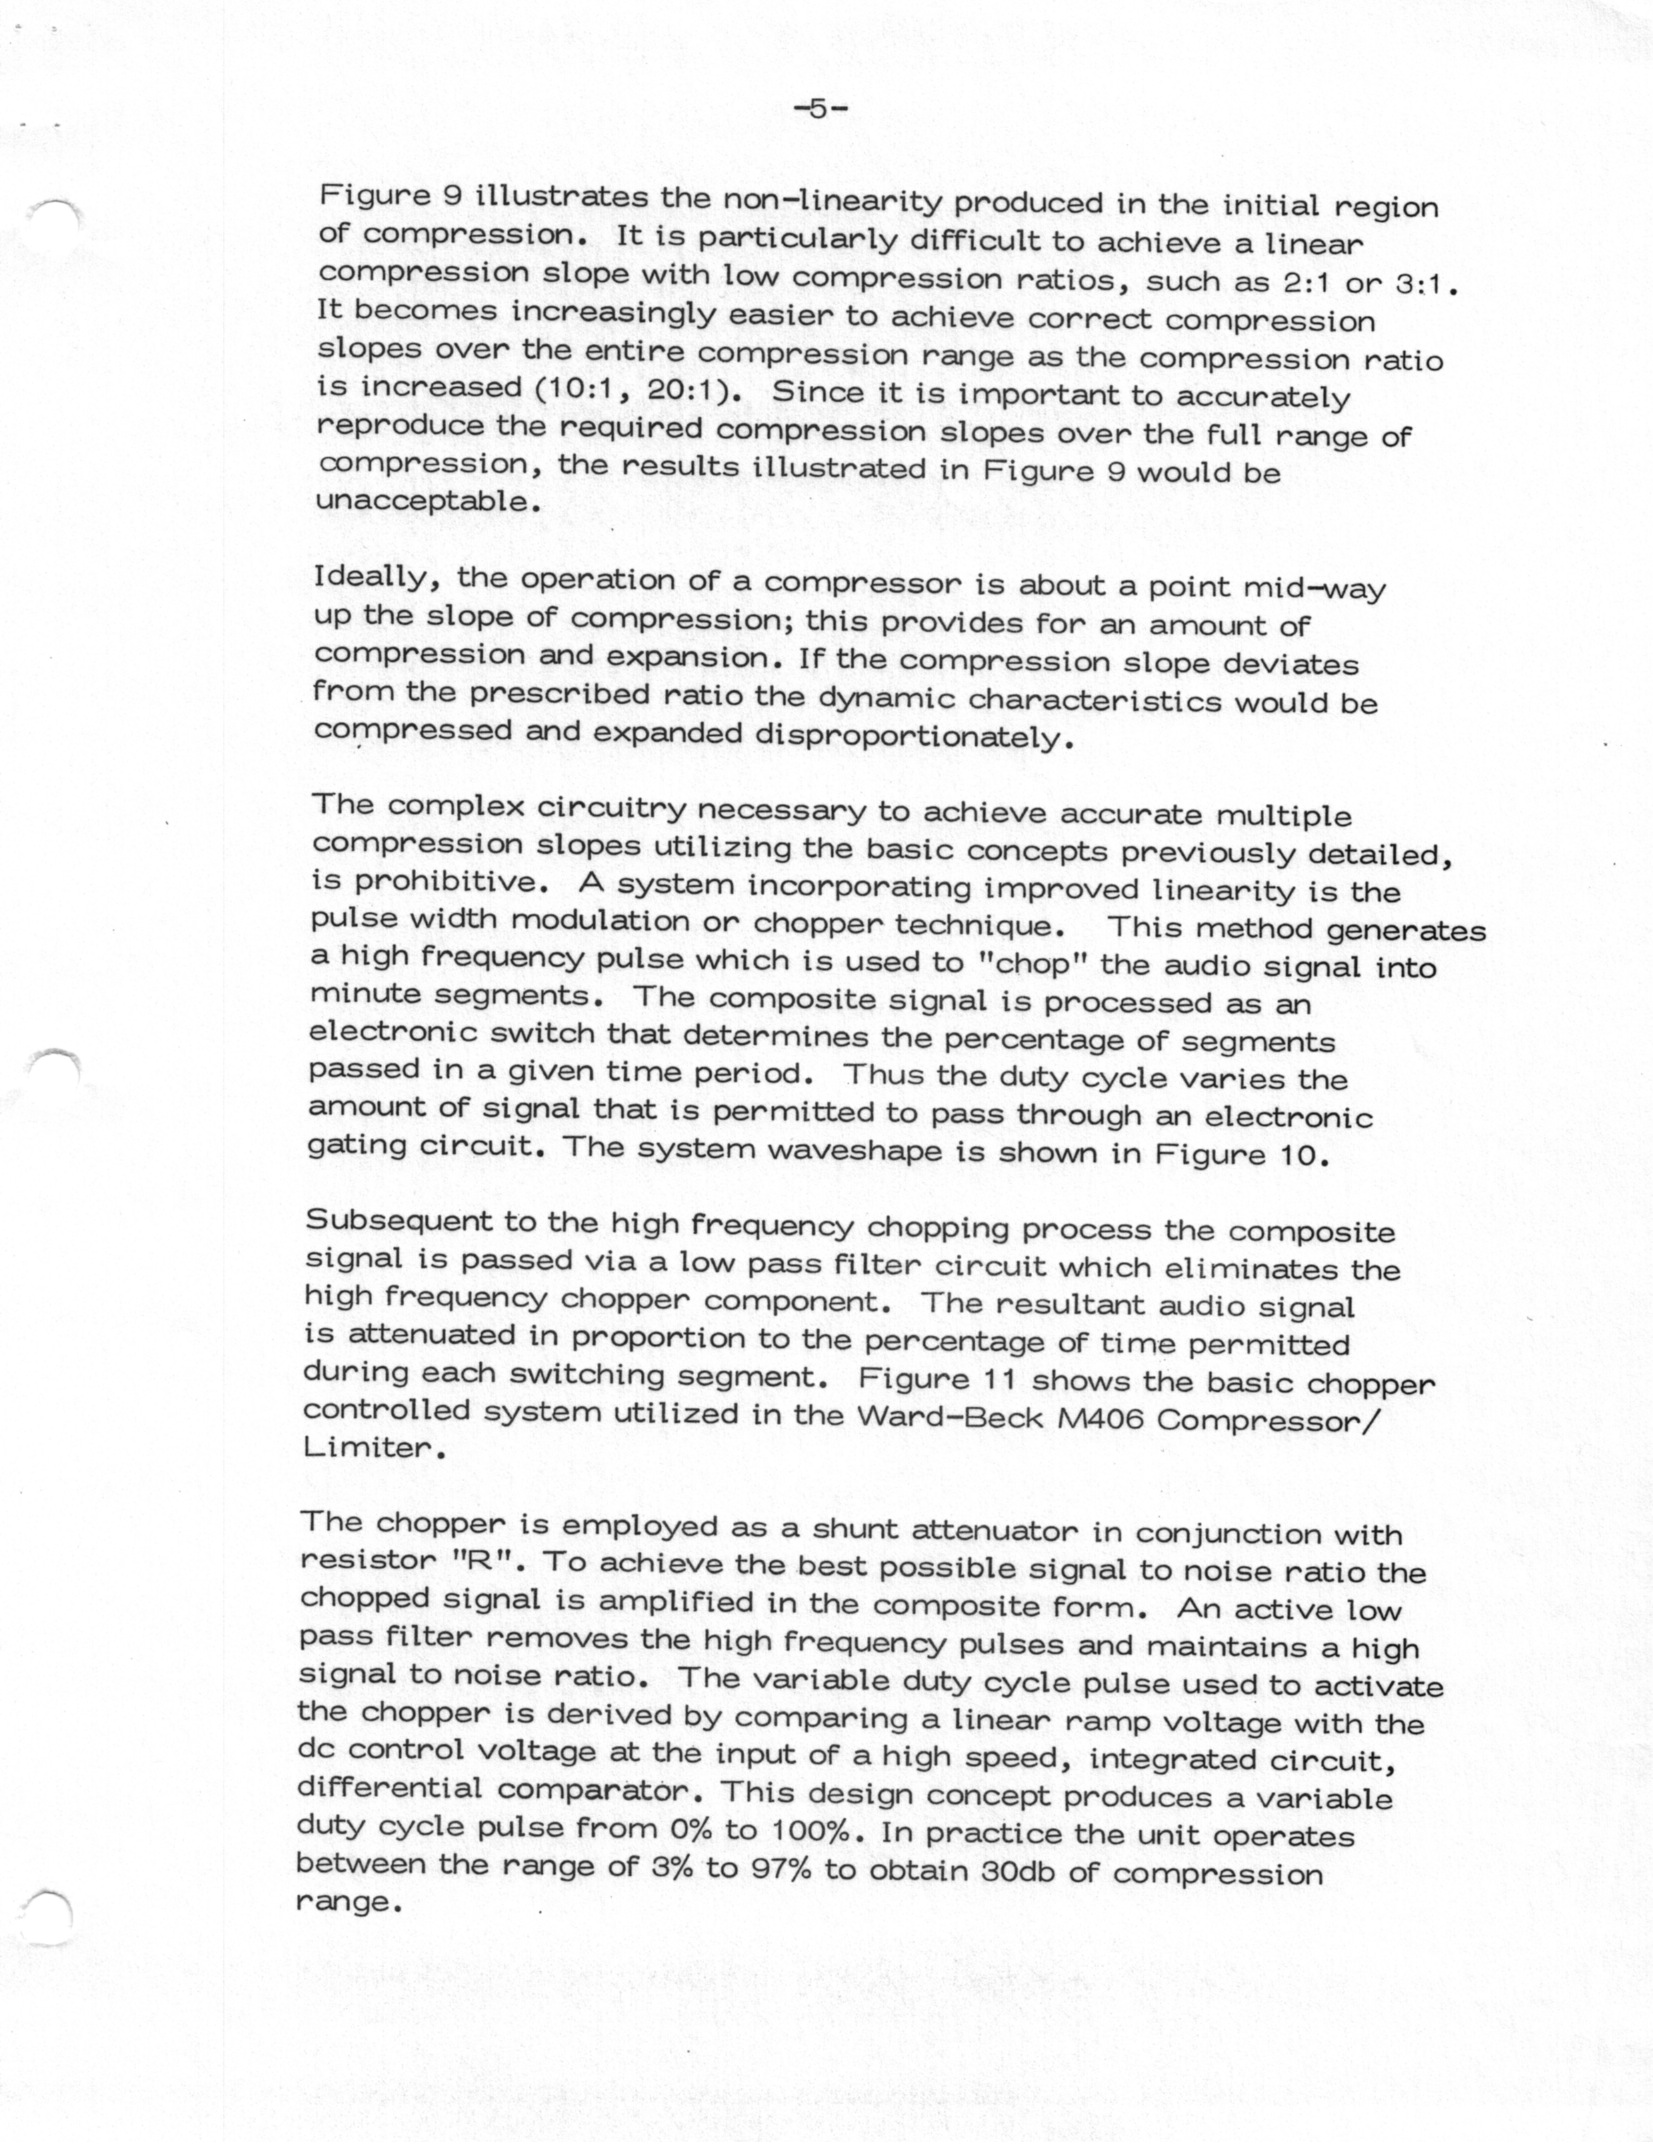 -5-
Figure 9 illustrates the non-linearity produced in the initial region
of compression. It is particularly difficult to achieve a linear
compression slope with low compression ratios, such as 2:1 or 3:1.
It becomes increasingly easier to achieve correct compression
slopes over the entire compression range as the compression ratio
is increased (10:1, 20:1). Since it is important to accurately
reproduce the required compression slopes over the full range of
compression, the results illustrated in Figure 9 would be
unacceptable.
Ideally, the operation of a compressor is about a point mid-way
up the slope of compression; this provides for an amount of
compression and expansion. If the compression slope deviates
from the prescribed ratio the dynamic characteristics would be
compressed and expanded disproportionately.
The complex circuitry necessary to achieve accurate multiple
compression slopes utilizing the basic concepts previously detailed,
is prohibitive. A system incorporating improved linearity is the
pulse width modulation or chopper technique. This method generates
a high frequency pulse which is used to "chop" the audio signal into
minute segments. The composite signal is processed as an
electronic switch that determines the percentage of segments
passed in a given time period. Thus the duty cycle varies the
amount of signal that is permitted to pass through an electronic
gating circuit. The system waveshape is shown in Figure 10.
Subsequent to the high frequency chopping process the composite
signal is passed via a low pass filter circuit which eliminates the
high frequency chopper component. The resultant audio signal
is attenuated in proportion to the percentage of time permitted
during each switching segment. Figure 11 shows the basic chopper
controlled system utilized in the Ward-Beck M406 Compressor/
Limiter.
The chopper is employed as a shunt attenuator in conjunction with
resistor "R". To achieve the best possible signal to noise ratio the
chopped signal is amplified in the composite form. An active low
pass filter removes the high frequency pulses and maintains a high
signal to noise ratio. The variable duty cycle pulse used to activate
the chopper is derived by comparing a linear ramp voltage with the
dc control voltage at the input of a high speed, integrated circuit,
differential comparator. This design concept produces a variable
duty cycle pulse from 0% to 100%. In practice the unit operates
between the range of 3% to 97% to obtain 30db of compression
range.